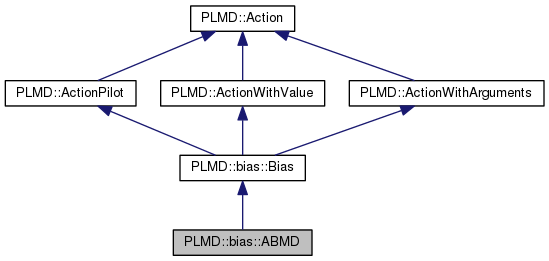 PLMD::Action
PLMD::ActionPilot
PLMD::ActionWithValue
PLMD::ActionWithArguments
PLMD::bias::Bias
PLMD::bias::ABMD